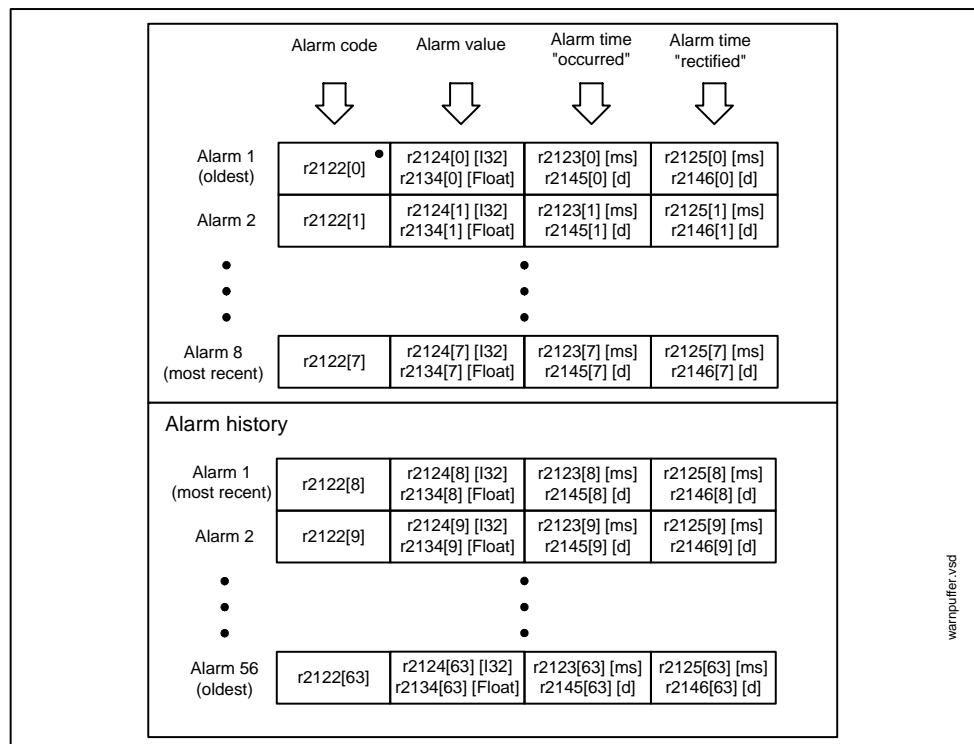 Alarm code
Alarm value
Alarm time
"occurred"
Alarm time
"rectified"
Alarm 1
(oldest)
r2122[0]
r2124[0] [I32]
r2134[0] [Float]
r2123[0] [ms]
r2145[0] [d]
r2125[0] [ms]
r2146[0] [d]
Alarm 2
r2122[1]
r2124[1] [I32]
r2134[1] [Float]
r2123[1] [ms]
r2145[1] [d]
r2125[1] [ms]
r2146[1] [d]
Alarm 8
(most recent)
r2122[7]
r2124[7] [I32]
r2134[7] [Float]
r2123[7] [ms]
r2145[7] [d]
r2125[7] [ms]
r2146[7] [d]
Alarm history
Alarm 1
(most recent)
r2122[8]
r2124[8] [I32]
r2134[8] [Float]
r2123[8] [ms]
r2145[8] [d]
r2125[8] [ms]
r2146[8] [d]
Alarm 2
r2122[9]
r2124[9] [I32]
r2134[9] [Float]
r2123[9] [ms]
r2145[9] [d]
r2125[9] [ms]
r2146[9] [d]
Alarm 56
(oldest)
r2122[63]
r2124[63] [I32]
r2134[63] [Float]
r2123[63] [ms]
r2145[63] [d]
r2125[63] [ms]
r2146[63] [d]
warnpuffer.vsd